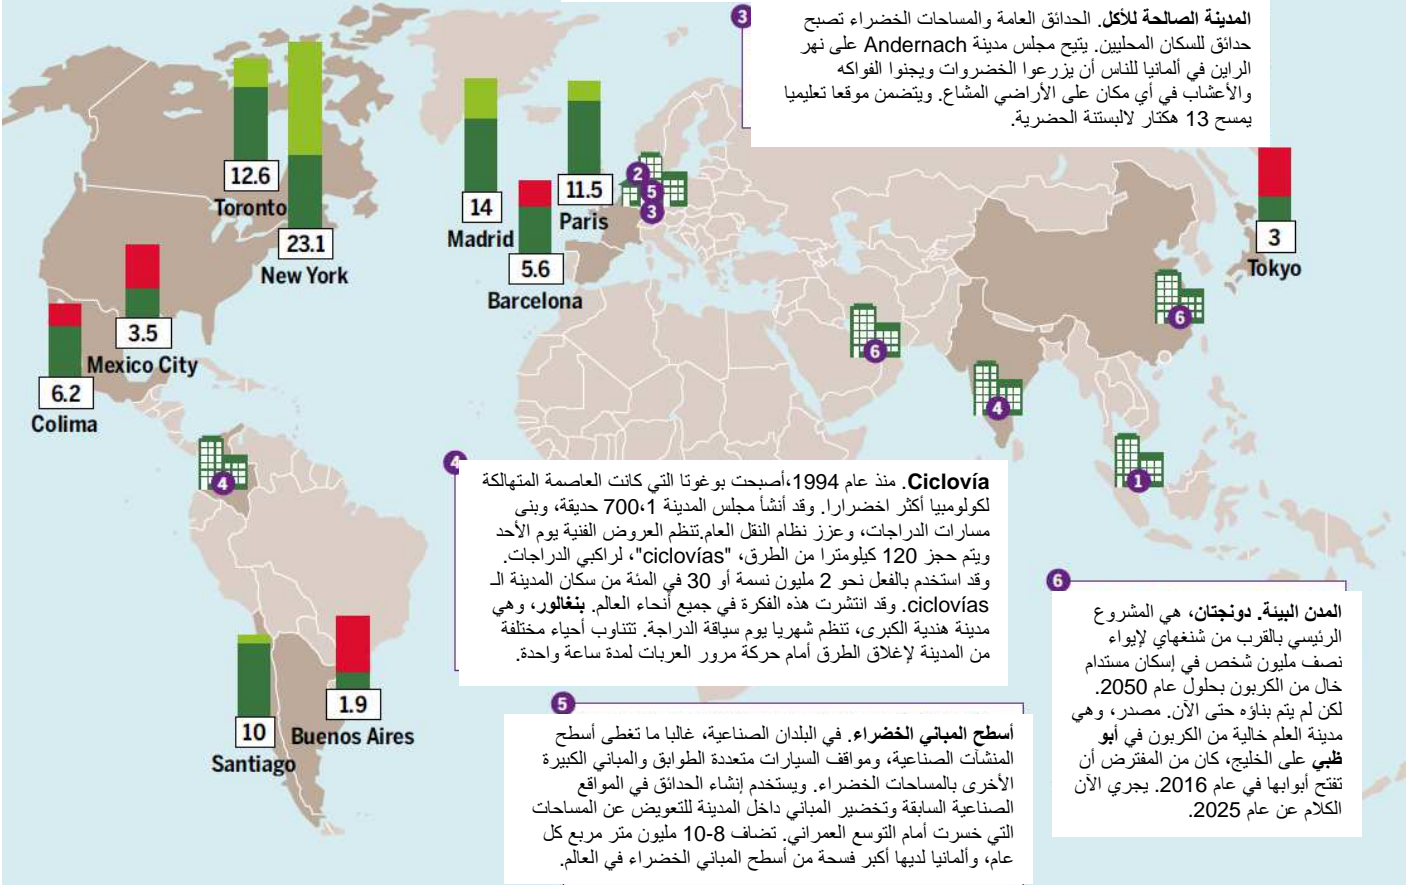 3
المدينة الصالحة للأكل. الحدائق العامة والمساحات الخضراء تصبح
حدائق للسكان المحليين. يتيح مجلس مدينة Andernach على نهر
الراين في ألمانيا للناس أن يزرعوا الخضروات ويجنوا الفواكه
والأعشاب في أي مكان على الأراضي المشاع. ويتضمن موقعا تعليميا
يمسح 13 هكتار لالبستنة الحضرية.
12.6
Toronto
23.1
New York
14
Madrid
11.5
Paris
5.6
Barcelona
2
5
3
3
Tokyo
3.5
Mexico City
6.2
Colima
6
6
4
1
4
4
Ciclovía. منذ عام 1994،أصبحت بوغوتا التي كانت العاصمة المتهالكة
لكولومبيا أكثر اخضرارا. وقد أنشأ مجلس المدينة 700،1 حديقة، وبنى
مسارات الدراجات، وعزز نظام النقل العام.تنظم العروض الفنية يوم الأحد
ويتم حجز 120 كيلومترا من الطرق، "ciclovías"، لراكبي الدراجات.
وقد استخدم بالفعل نحو 2 مليون نسمة أو 30 في المئة من سكان المدينة الـ
ciclovías. وقد انتشرت هذه الفكرة في جميع أنحاء العالم. بنغالور، وهي
مدينة هندية الكبرى، تنظم شهريا يوم سياقة الدراجة. تتناوب أحياء مختلفة
من المدينة لإغلاق الطرق أمام حركة مرور العربات لمدة ساعة واحدة.
6
المدن البيئة. دونجتان، هي المشروع
الرئيسي بالقرب من شنغهاي لإيواء
نصف مليون شخص في إسكان مستدام
خال من الكربون بحلول عام 2050.
لكن لم يتم بناؤه حتى الآن. مصدر، وهي
مدينة العلم خالية من الكربون في أبو
ظبي على الخليج، كان من المفترض أن
تفتح أبوابها في عام 2016. يجري الآن
الكلام عن عام 2025.
10
Santiago
1.9
Buenos Aires
5
أسطح المباني الخضراء. في البلدان الصناعية، غالبا ما تغطى أسطح
المنشآت الصناعية، ومواقف السيارات متعددة الطوابق والمباني الكبيرة
الأخرى بالمساحات الخضراء. ويستخدم إنشاء الحدائق في المواقع
الصناعية السابقة وتخضير المباني داخل المدينة للتعويض عن المساحات
التي خسرت أمام التوسع العمراني. تضاف 8-10 مليون متر مربع كل
عام، وألمانيا لديها أكبر فسحة من أسطح المباني الخضراء في العالم.